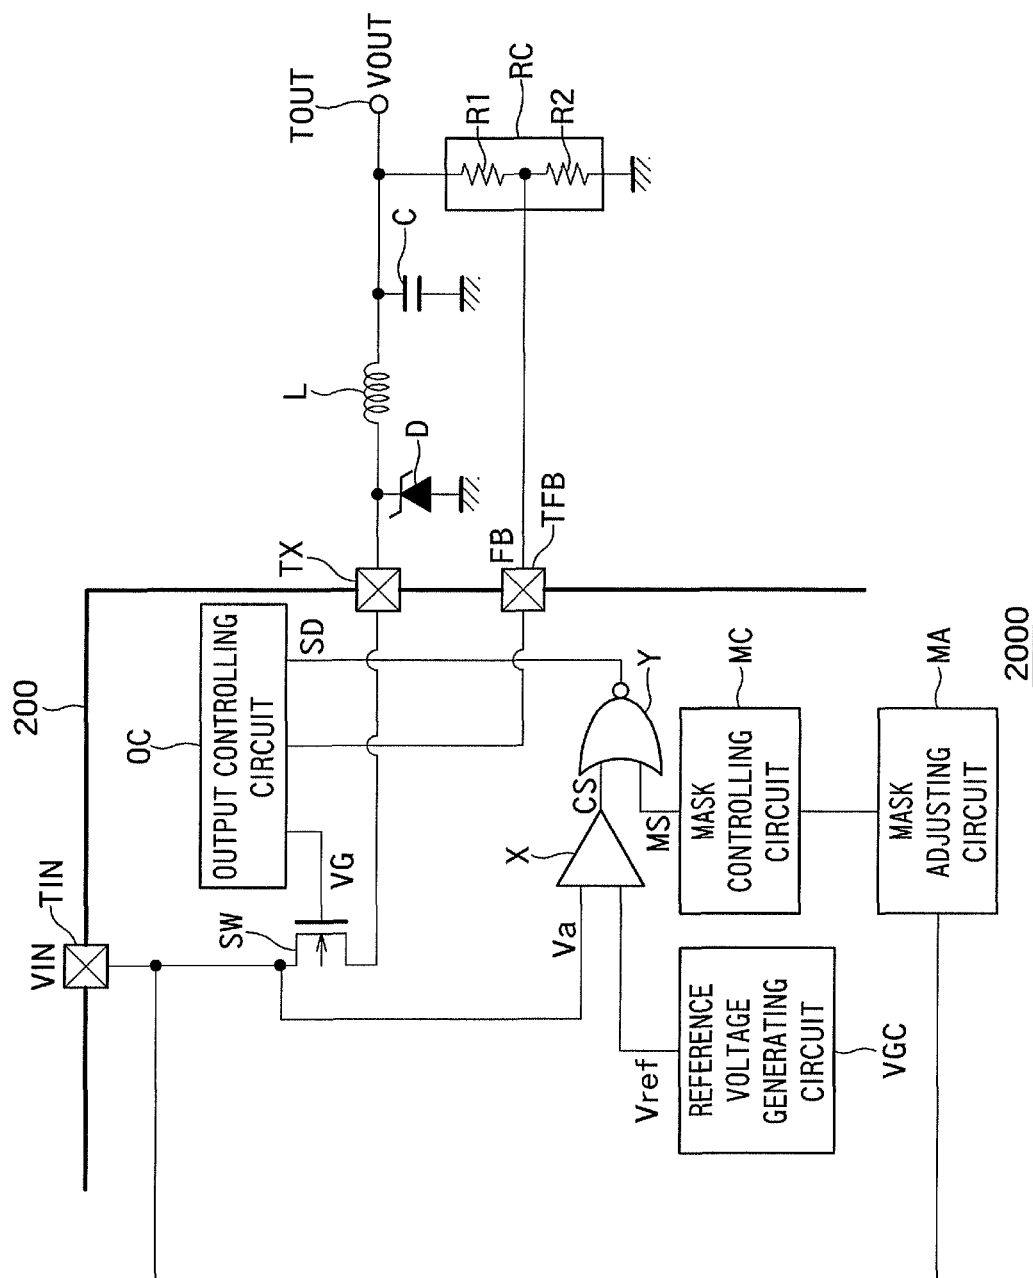 200
VIN
TIN
OC
OUTPUT CONTROLLING
CIRCUIT
SD
VG
SW
TX
FB
TFB
D
L
C
TOUT
VOUT
RC
R1
R2
Va
X
CS
MS
Y
Vref
REFERENCE
VOLTAGE
GENERATING
CIRCUIT
VGC
MASK
CONTROLLING
CIRCUIT
MC
MASK
ADJUSTING
CIRCUIT
MA
2000